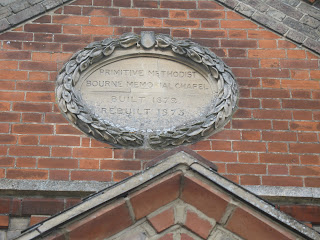 PRIMITIVE METHODIST
BOURNE MEMORIAL CHAPEL
BUILT
REBUILT